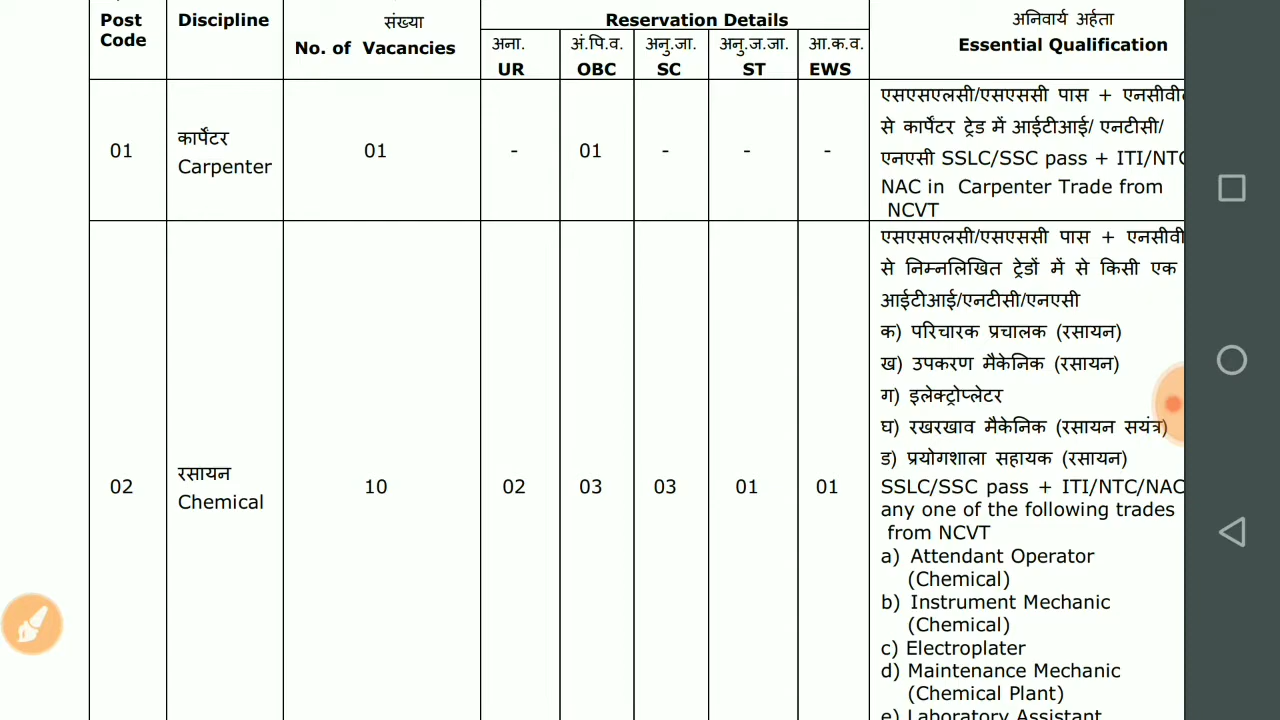 Post Code
Discipline
संख्या
No. of Vacancies
Reservation Details
अना.
UR
अं.पि.व.
OBC
अनु.जा.
SC
अनु.ज.जा.
ST
आ.क.व.
EWS
अनिवार्य अर्हता
Essential Qualification
01
कार्पेंटर
Carpenter
01
-
01
-
-
-
एसएसएलसी/एसएससी पास +
से कार्पेंटर ट्रेड में आईटीआई/ एनटीसी/
एनएसी SSLC/SSC pass + ITI/NTC
NAC in Carpenter Trade from
NCVT
02
रसायन
Chemical
10
02
03
03
01
01
एसएसएलसी/एसएससी पास +
से निम्नलिखित ट्रेडों में से किसी एक
आईटीआई/एनटीसी/एनएसी
क) परिचारक प्रचालक (रसायन)
ख) उपकरण मैकेनिक (रसायन)
ग) इलेक्ट्रोप्लेटर
घ) रखरखाव मैकेनिक (रसायन सयंत्र)
ड) प्रयोगशाला सहायक (रसायन)
SSLC/SSC pass + ITI/NTC/NAC
any one of the following trades
from NCVT
a) Attendant Operator
(Chemical)
b) Instrument Mechanic
(Chemical)
c) Electroplater
d) Maintenance Mechanic
(Chemical Plant)
e) Laboratory Assistant